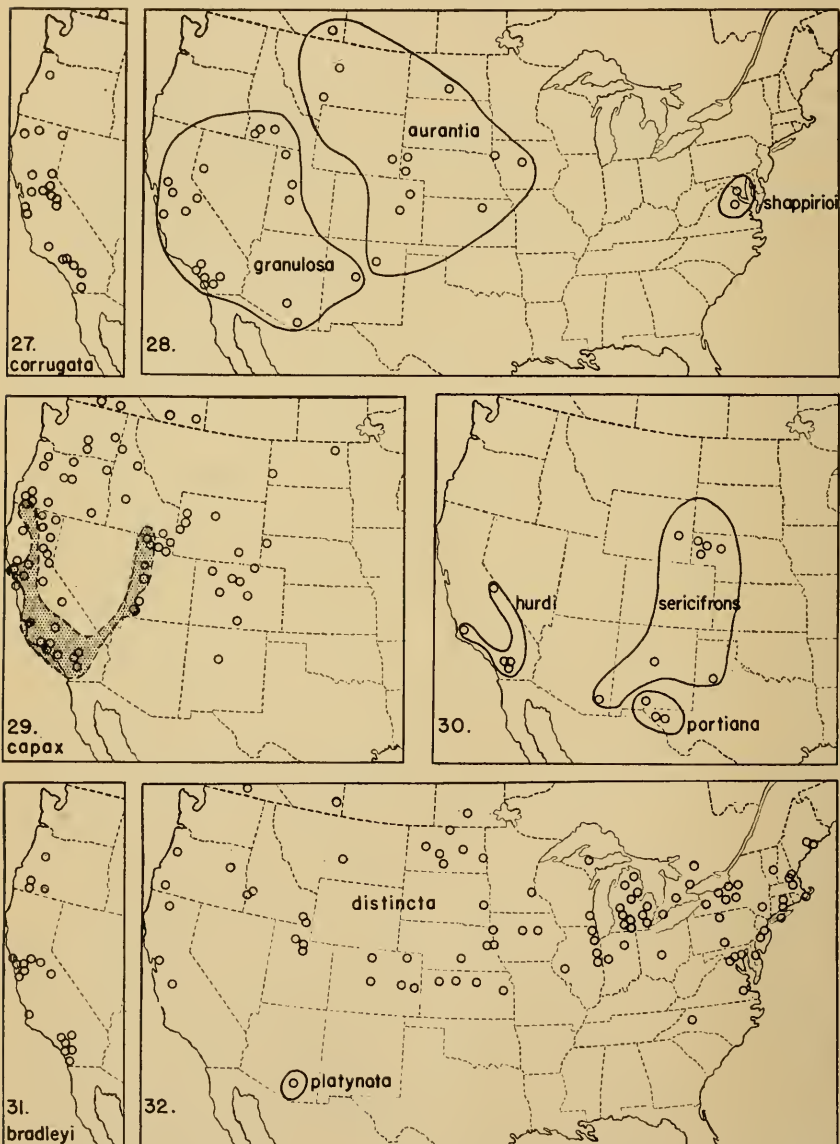 27.
corrugata
28.
aurantia
granulosa
shappirioi
29.
capax
30.
hurdi
sericifrons
portiana
31.
bradleyi
32.
distincta
platynota